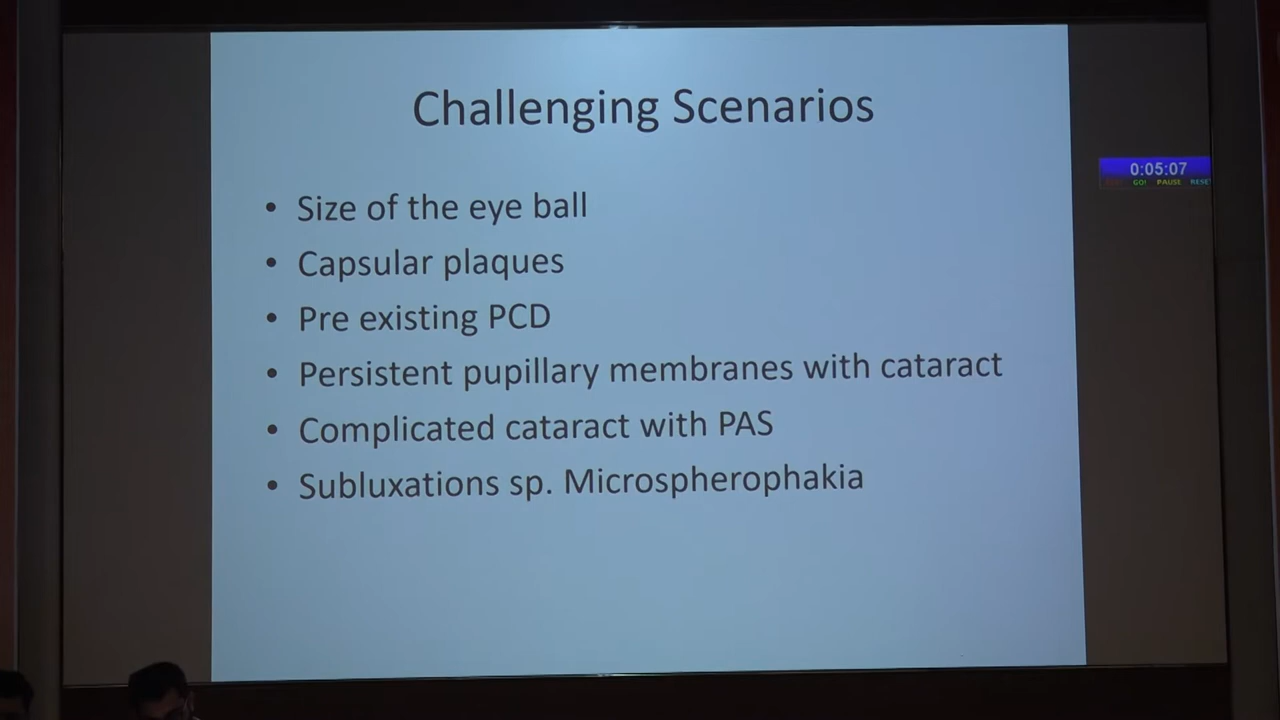 Challenging Scenarios
• Size of the eye ball
• Capsular plaques
• Pre existing PCD
• Persistent pupillary membranes with cataract
• Complicated cataract with PAS
• Subluxations sp. Microspherophakia
0:05:07
GO! PAUSE RESE